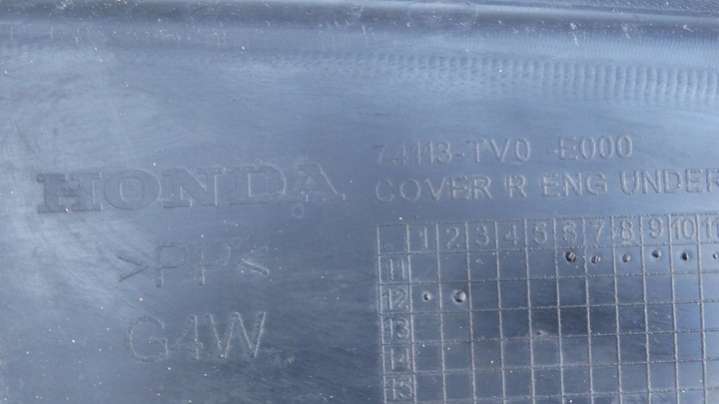 74113-TV0 -E000
HONDA
COVER R ENG UNDER
>PP<
G4W
1 2 3 4 5 6 7 8 9 10 11
11
12
13
14
15